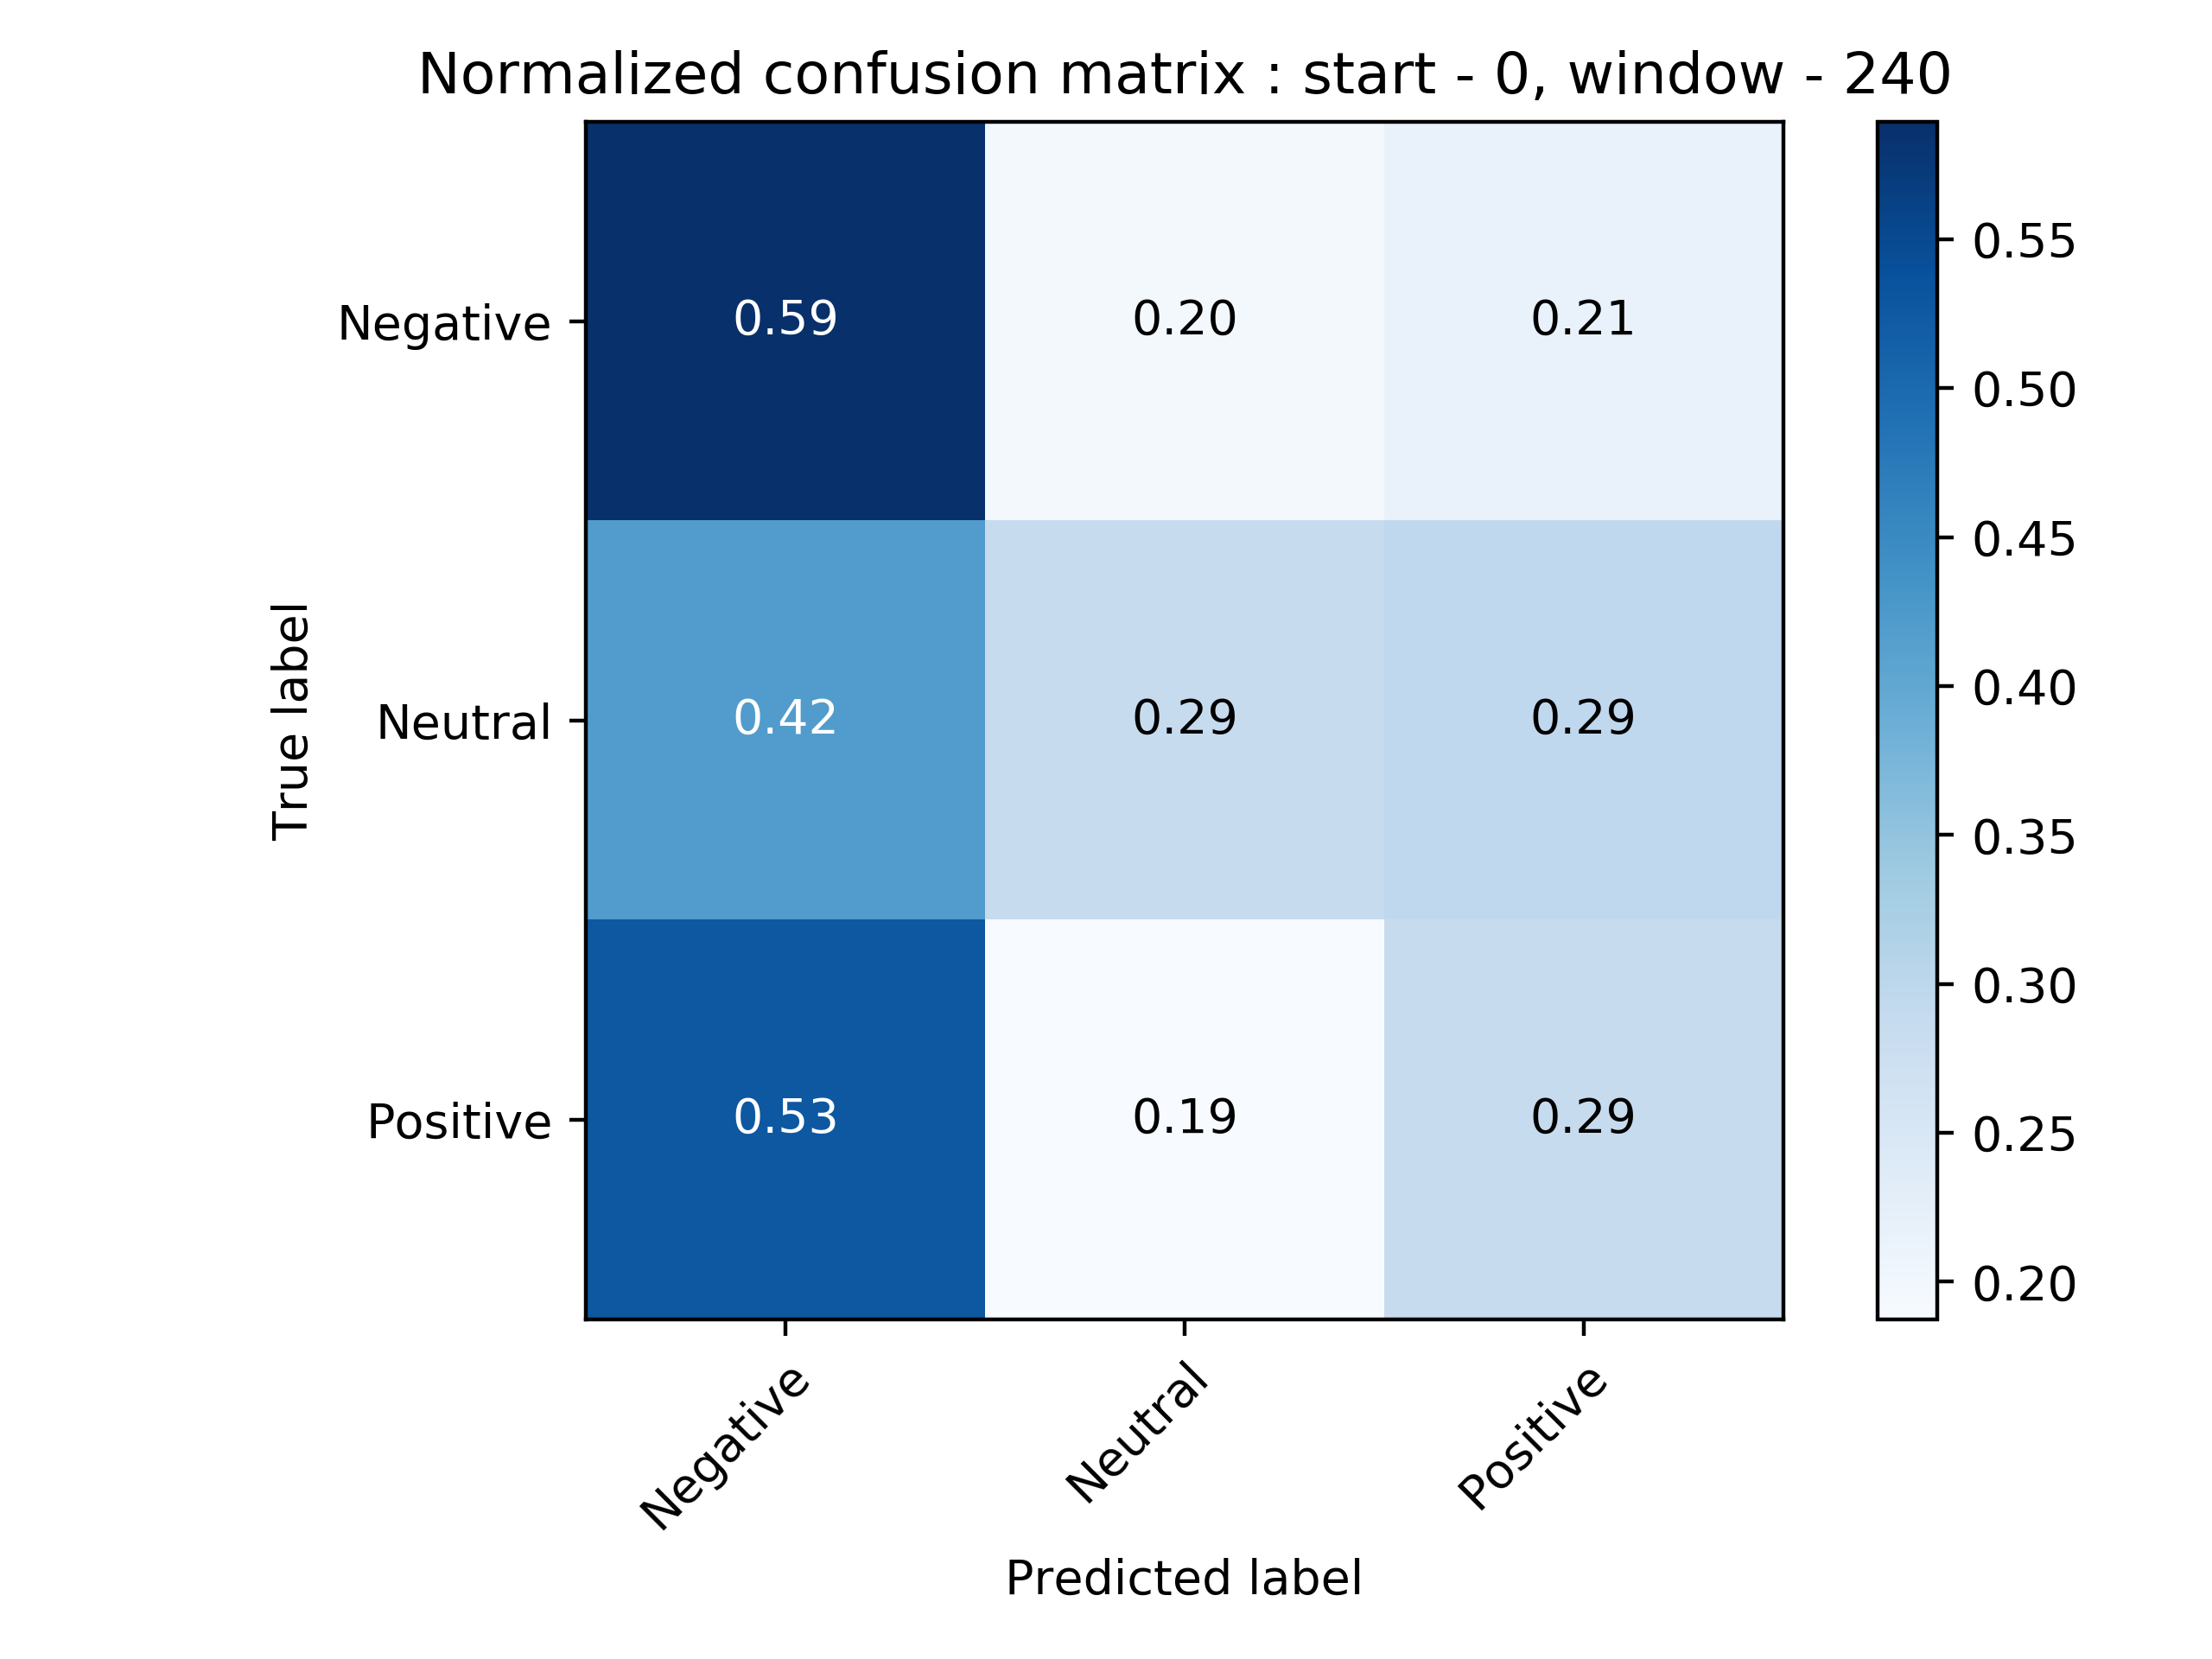 Normalized confusion matrix : start - 0, window - 240
True label
Negative
0.59 0.20 0.21
Neutral
0.42 0.29 0.29
Positive
0.53 0.19 0.29
Negative Neutral Positive
Predicted label
0.55
0.50
0.45
0.40
0.35
0.30
0.25
0.20